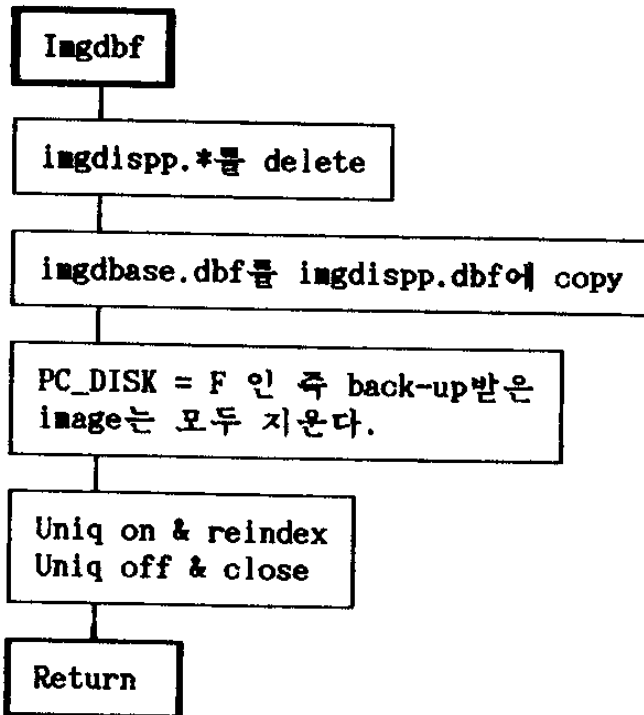 Imgdbf
imgdispp.*를 delete
imgdbase.dbf를 imgdispp.dbf에 copy
PC_DISK = F 인 즉 back-up받은
image는 모두 지운다.
Uniq on & reindex
Uniq off & close
Return